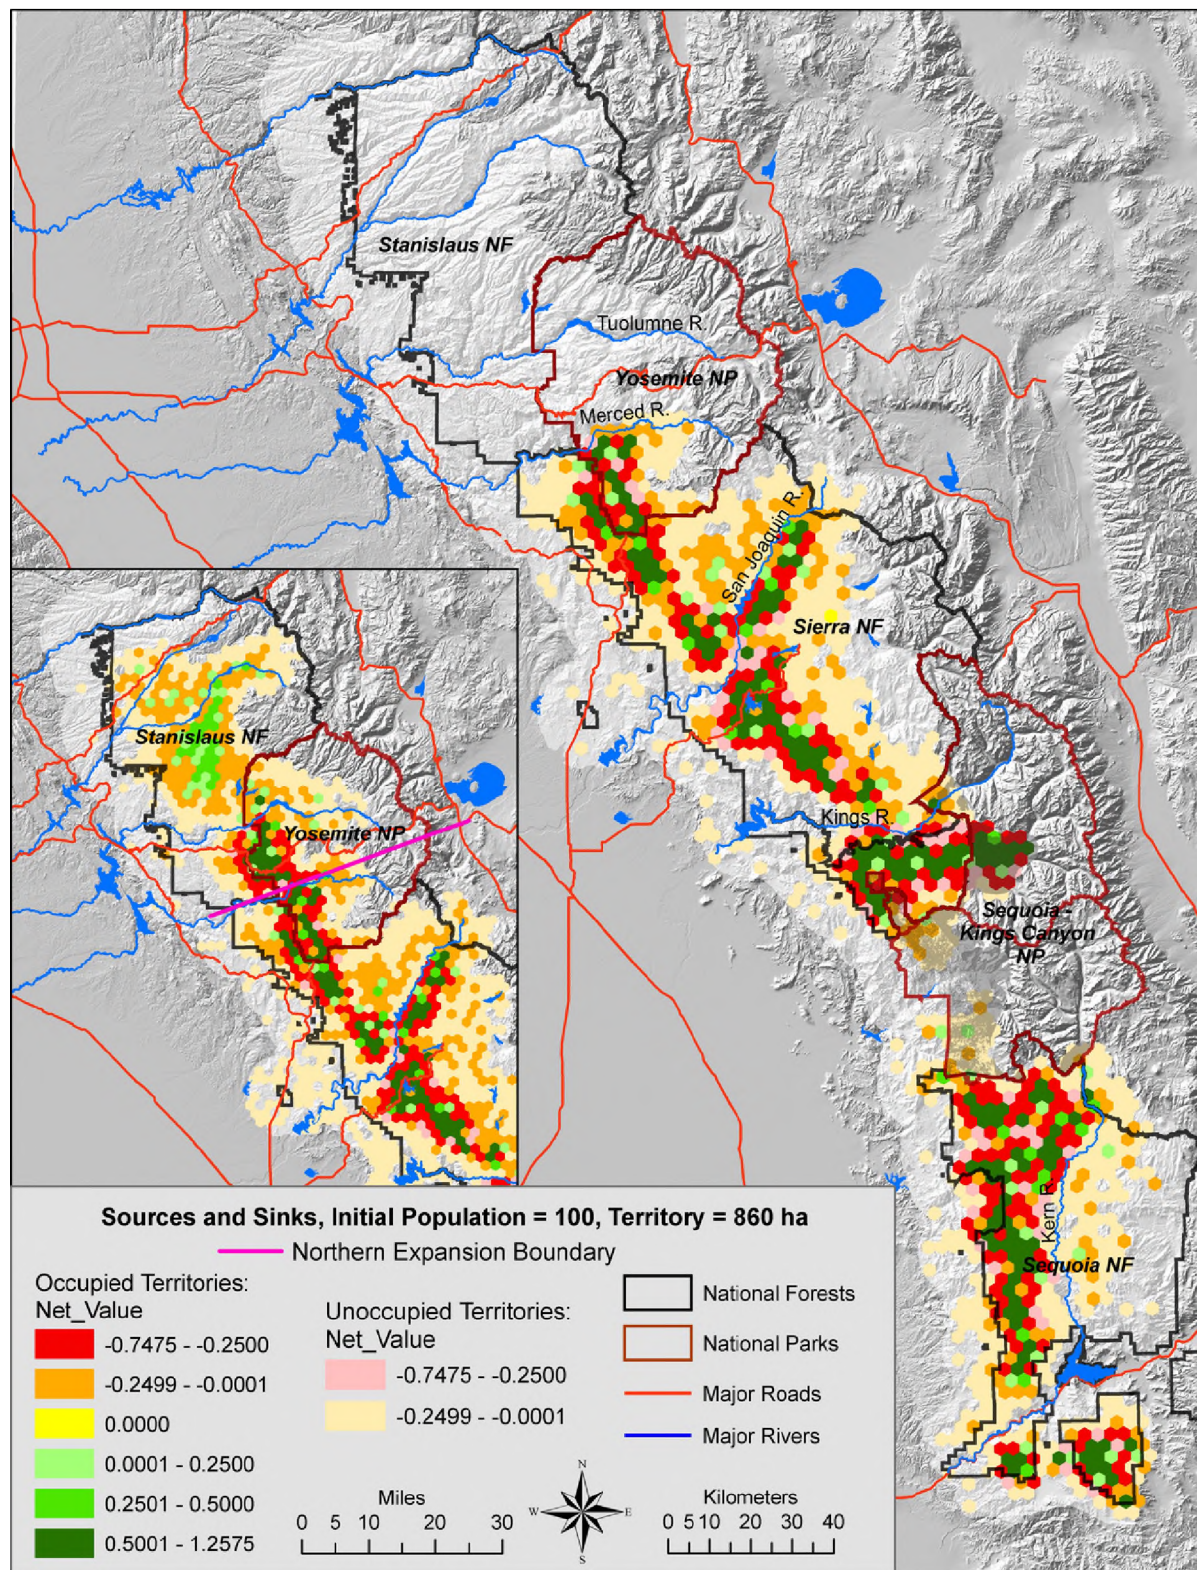 Stanislaus NF
Tuolumne R.
Yosemite NP
Merced R.
San Joaquin R.
Sierra NF
Kings R.
Sequoia -
Kings Canyon
NP
Kern R.
Sequoia NF
Stanislaus NF
Yosemite NP
Sources and Sinks, Initial Population = 100, Territory = 860 ha
Northern Expansion Boundary
Occupied Territories:
Net_Value
-0.7475 - -0.2500
-0.2499 - -0.0001
0.0000
0.0001 - 0.2500
0.2501 - 0.5000
0.5001 - 1.2575
Unoccupied Territories:
Net_Value
-0.7475 - -0.2500
-0.2499 - -0.0001
National Forests
National Parks
Major Roads
Major Rivers
Miles
0 5 10 20 30
N
W E
S
Kilometers
0 5 10 20 30 40